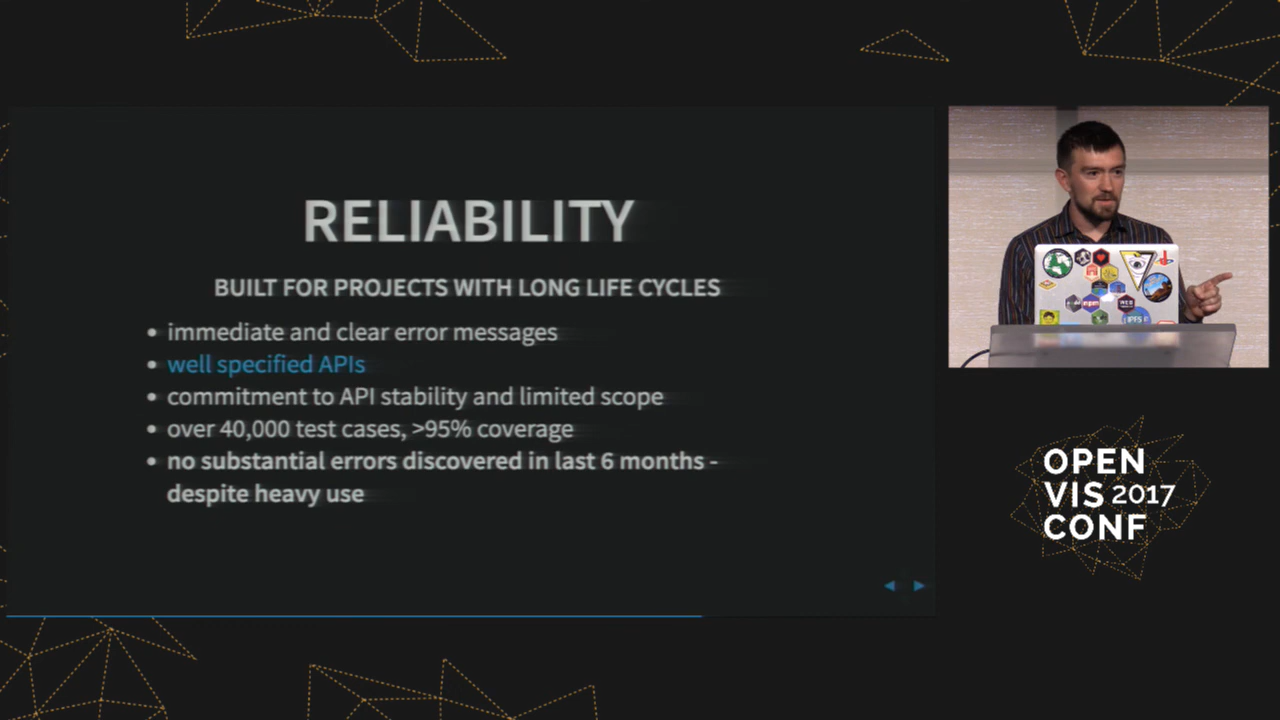 RELIABILITY
BUILT FOR PROJECTS WITH LONG LIFE CYCLES
• immediate and clear error messages
• well specified APIs
• commitment to API stability and limited scope
• over 40,000 test cases, >95% coverage
• no substantial errors discovered in last 6 months -
despite heavy use
WEB
IPFS
OPEN
VIS 2017
CONF